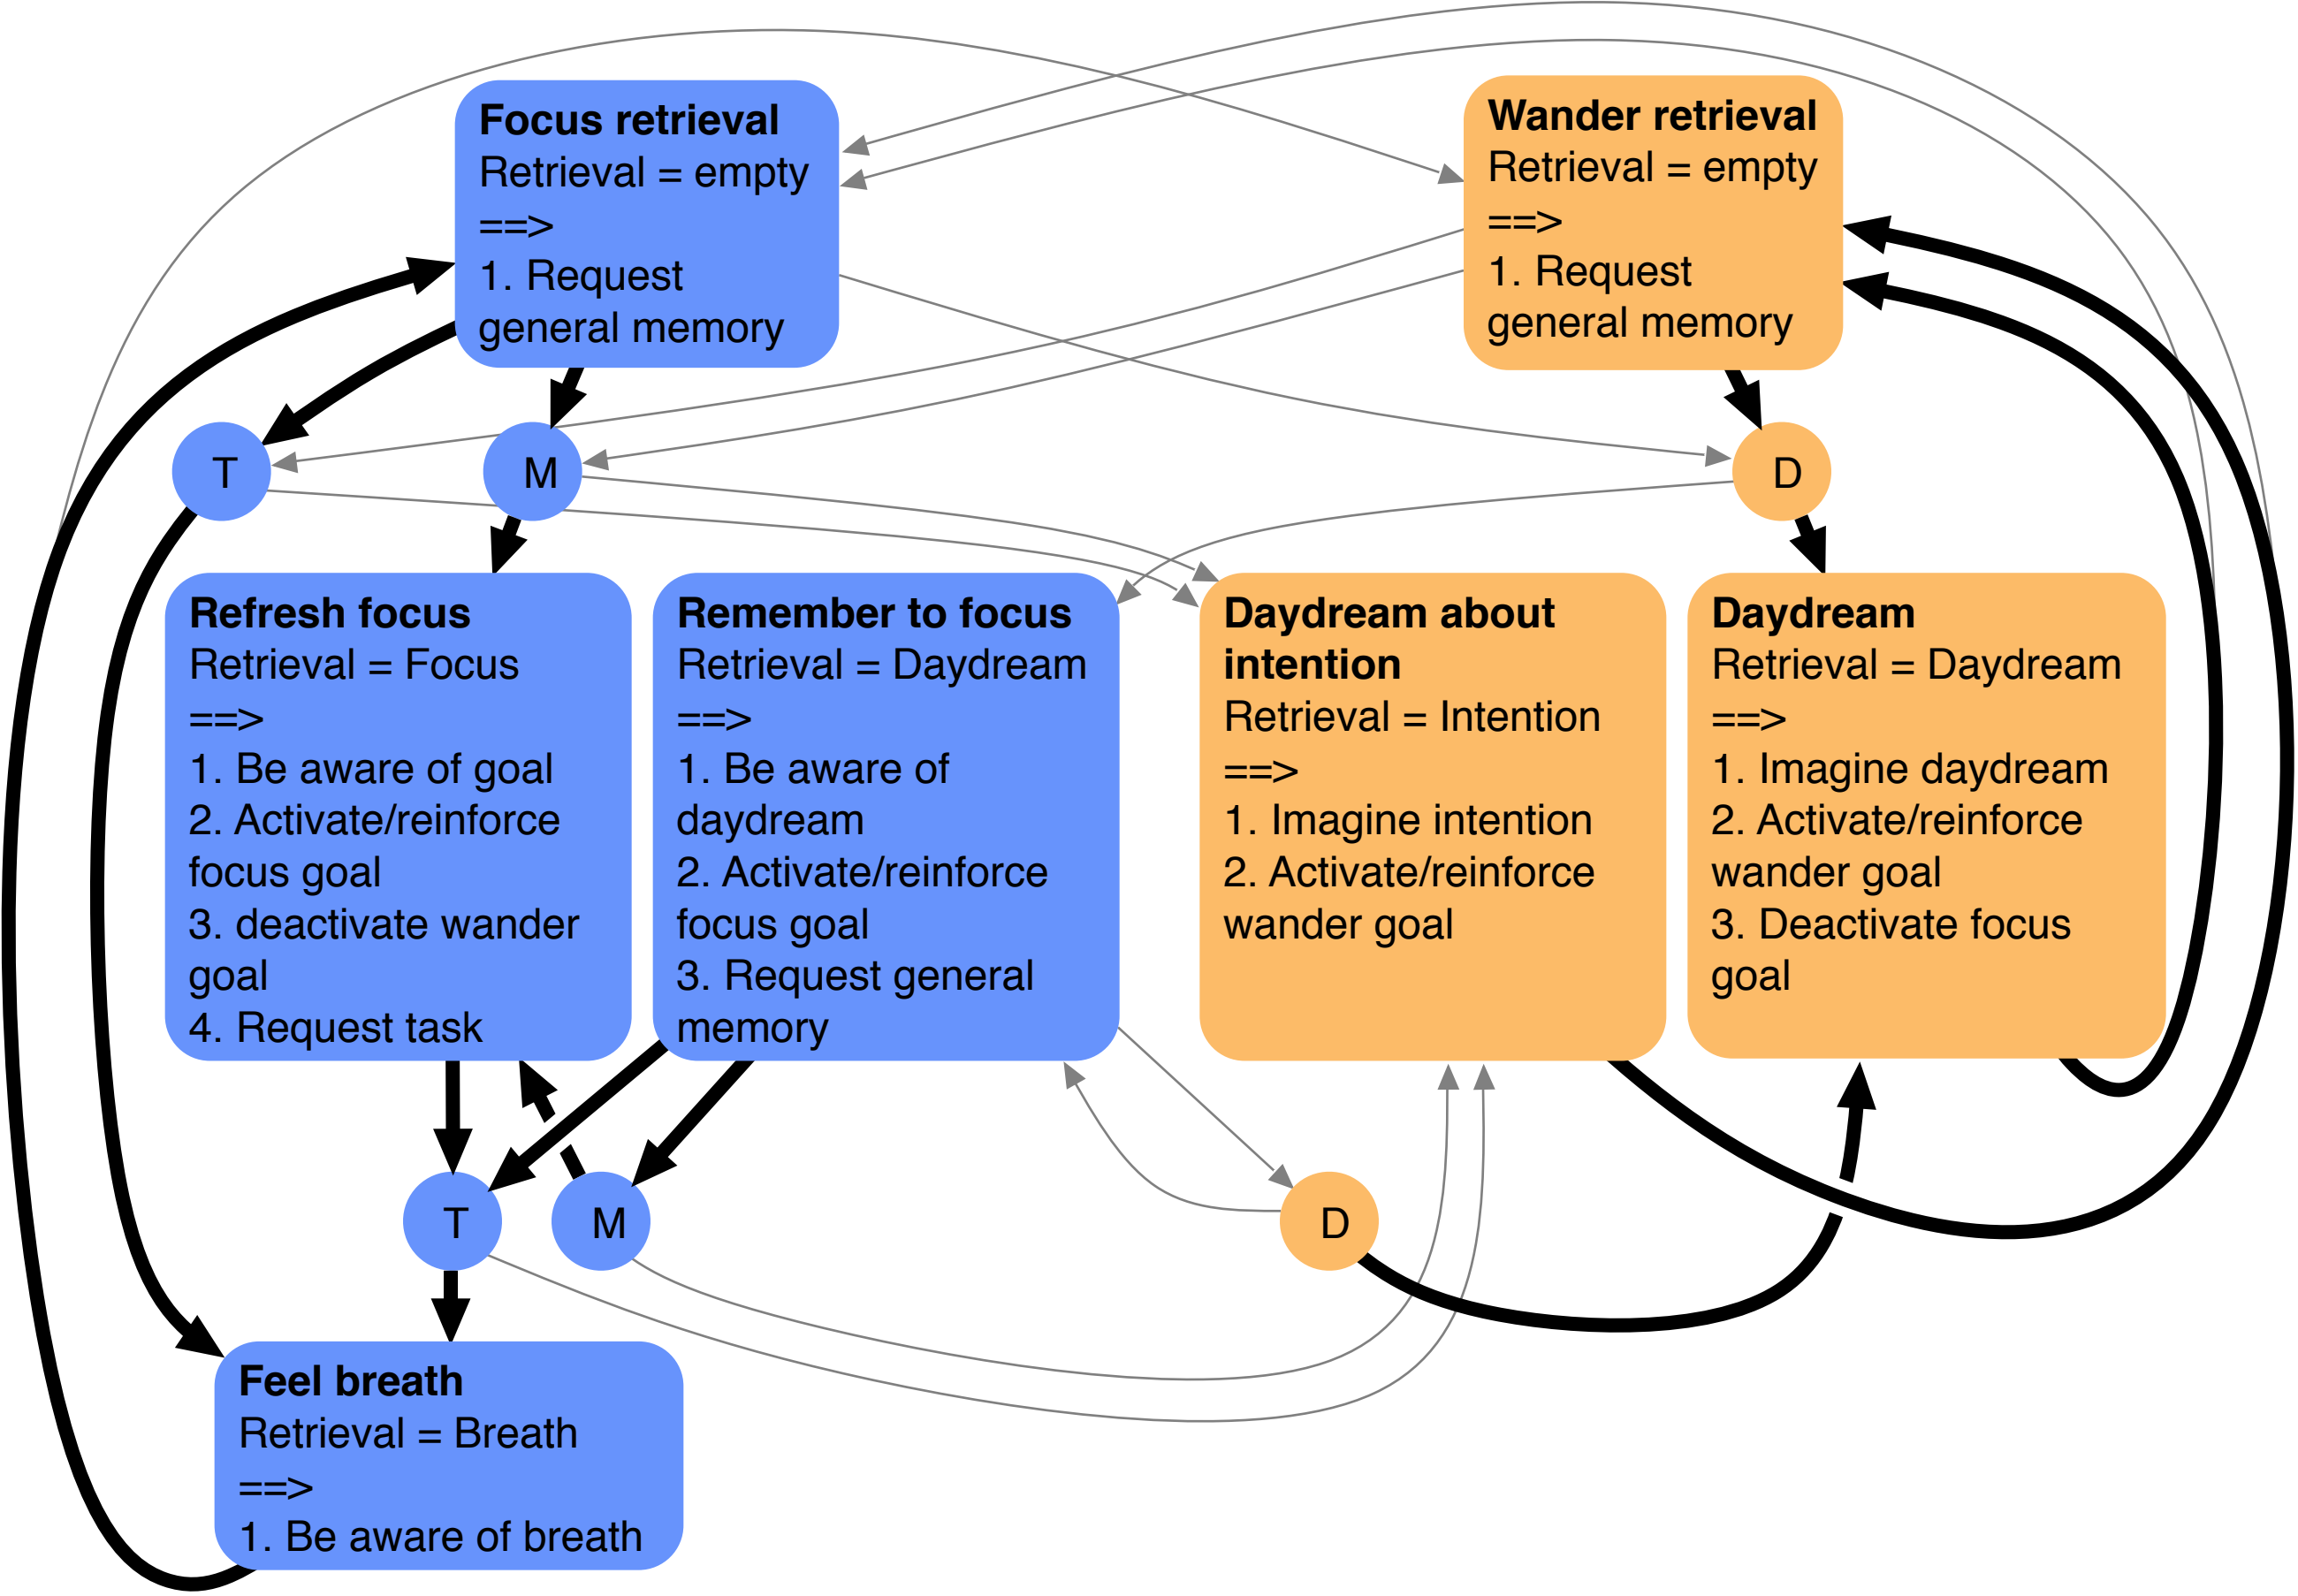 Focus retrieval
Retrieval = empty
==>
1. Request
general memory
Wander retrieval
Retrieval = empty
==>
1. Request
general memory
T
M
D
Refresh focus
Retrieval = Focus
==>
1. Be aware of goal
2. Activate/reinforce
focus goal
3. deactivate wander
goal
4. Request task
Remember to focus
Retrieval = Daydream
==>
1. Be aware of
daydream
2. Activate/reinforce
focus goal
3. Request general
memory
Daydream about
intention
Retrieval = Intention
==>
1. Imagine intention
2. Activate/reinforce
wander goal
Daydream
Retrieval = Daydream
==>
1. Imagine daydream
2. Activate/reinforce
wander goal
3. Deactivate focus
goal
T
M
D
Feel breath
Retrieval = Breath
==>
1. Be aware of breath